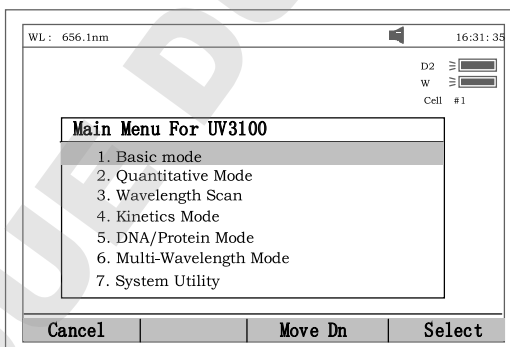 WL: 656.1nm 16:31:35
D2
W
Cell #1
Main Menu For UV3100
1. Basic mode
2. Quantitative Mode
3. Wavelength Scan
4. Kinetics Mode
5. DNA/Protein Mode
6. Multi-Wavelength Mode
7. System Utility
Cancel Move Dn Select